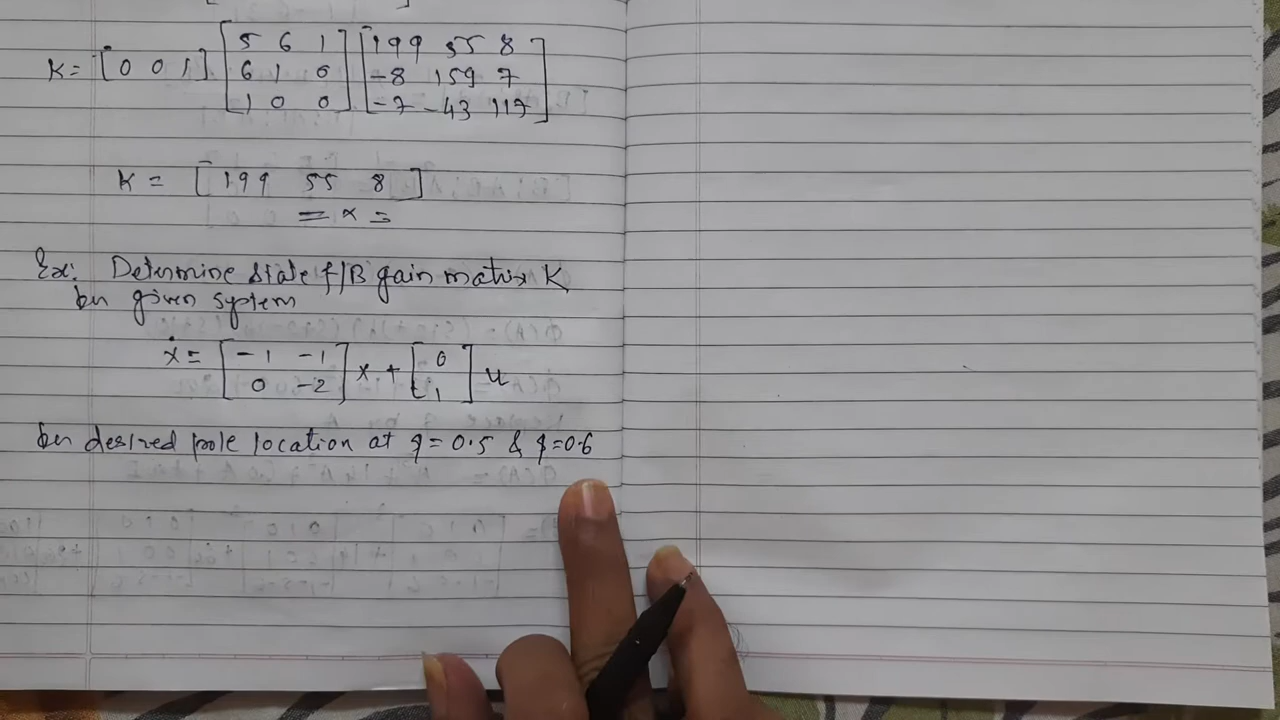 K = [ 0 0 1 ] [ 5 6 1 ] [ 199 55 8 ]
[ 6 1 0 ] [ -8 159 7 ]
[ 1 0 0 ] [ -7 -43 117 ]
K = [ 199 55 8 ]
= x =
Ex: Determine state f/B gain matrix K
for given system
ẋ = [ -1 -1 ] x + [ 0 ] u
[ 0 -2 ] [ 1 ]
for desired pole location at s = 0.5 & s = 0.6